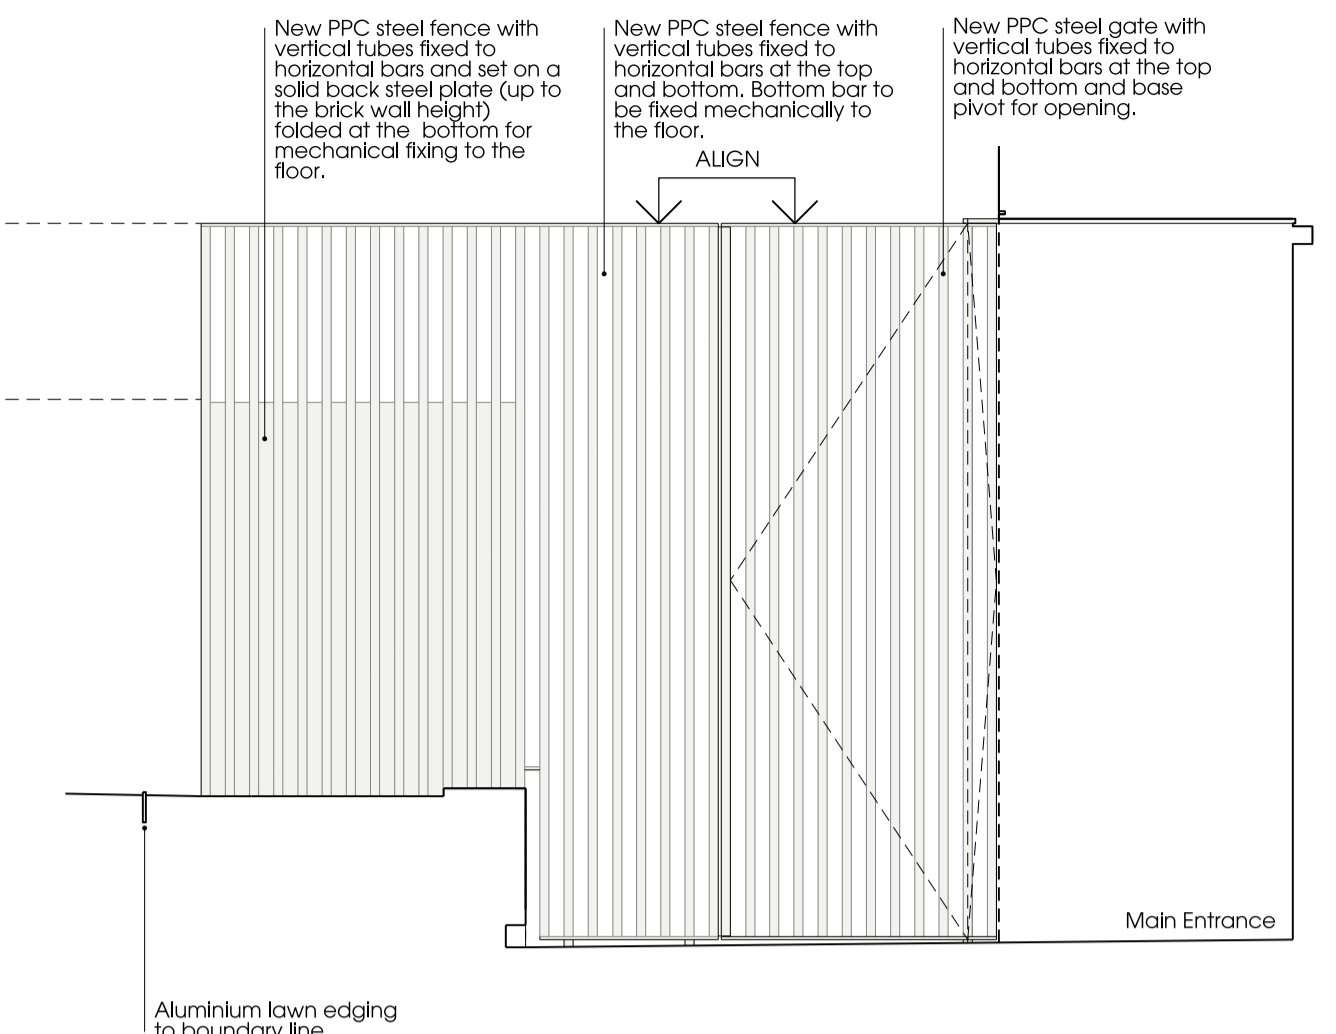 New PPC steel fence with
vertical tubes fixed to
horizontal bars and set on a
solid back steel plate (up to
the brick wall height)
folded at the bottom for
mechanical fixing to the
floor.
New PPC steel fence with
vertical tubes fixed to
horizontal bars at the top
and bottom. Bottom bar to
be fixed mechanically to
the floor.
New PPC steel gate with
vertical tubes fixed to
horizontal bars at the top
and bottom and base
pivot for opening.
ALIGN
Main Entrance
Aluminium lawn edging
to boundary line